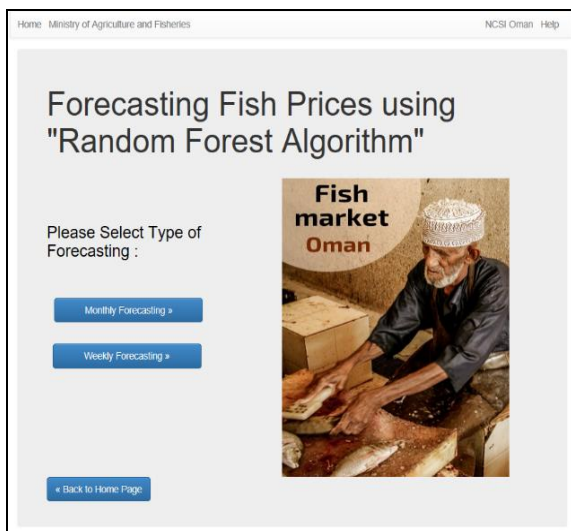 Home Ministry of Agriculture and Fisheries NCSI Oman Help
Forecasting Fish Prices using
"Random Forest Algorithm"
Please Select Type of
Forecasting :
Fish
market
Oman
Monthly Forecasting »
Weekly Forecasting »
« Back to Home Page